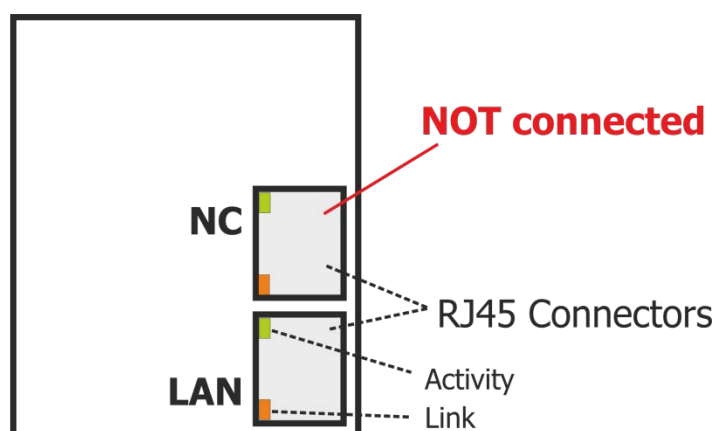 NOT connected
NC
RJ45 Connectors
Activity
LAN
Link